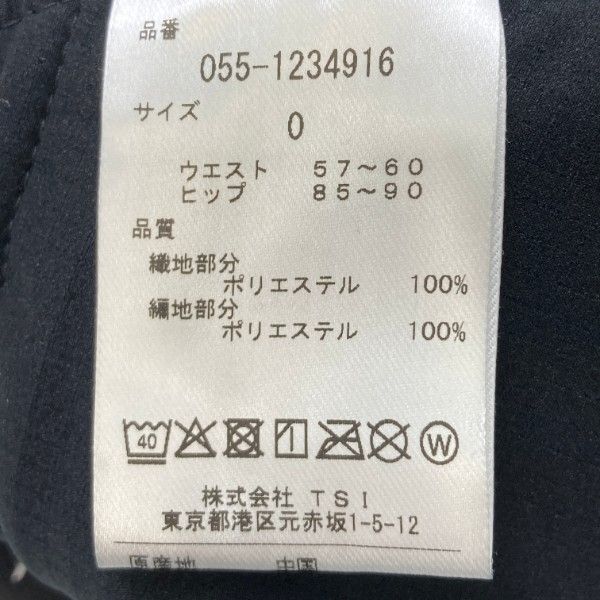 品番
055-1234916
サイズ
0
ウエスト 57～60
ヒップ 85～90
品質
織地部分
ポリエステル 100%
編地部分
ポリエステル 100%
40 W
株式会社 TSI
東京都港区元赤坂1-5-12
原産地 中国